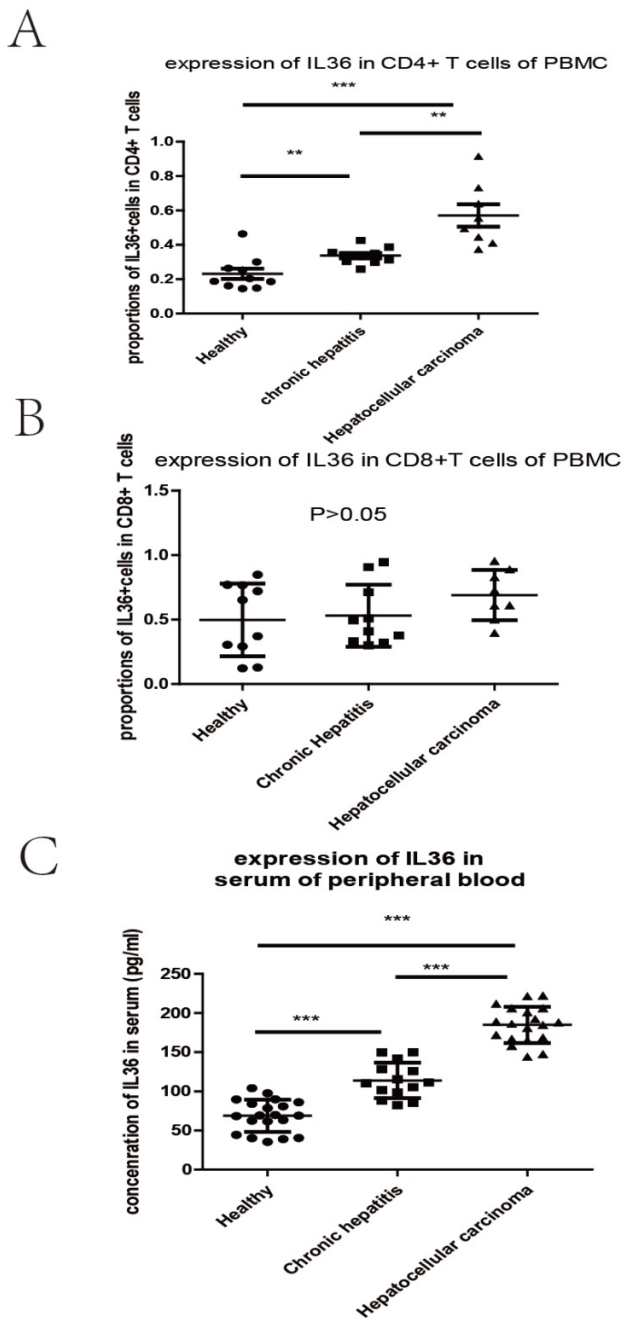 A
expression of IL36 in CD4+ T cells of PBMC
***
**
**
proportions of IL36+cells in CD4+ T cells
1.0
0.8
0.6
0.4
0.2
0.0
Healthy
chronic hepatitis
Hepatocellular carcinoma
B
expression of IL36 in CD8+T cells of PBMC
P>0.05
proportions of IL36+cells in CD8+ T cells
1.5
1.0
0.5
0.0
Healthy
Chronic Hepatitis
Hepatocellular carcinoma
C
expression of IL36 in
serum of peripheral blood
***
***
***
concenration of IL36 in serum (pg/ml)
250
200
150
100
50
0
Healthy
Chronic hepatitis
Hepatocellular carcinoma